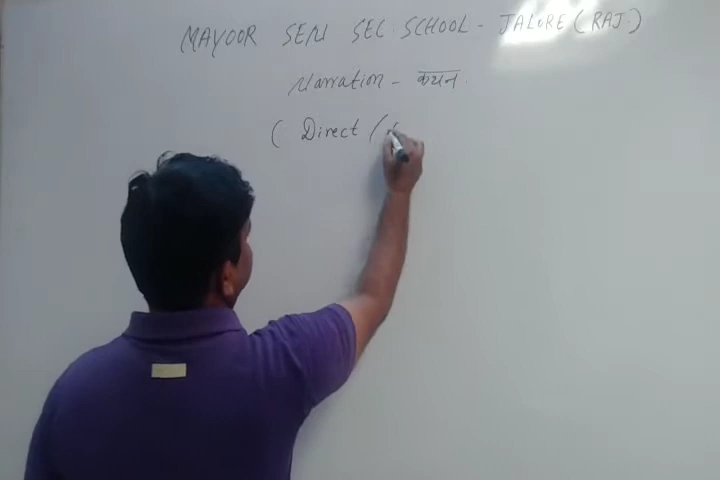 MAYOOR SEN SEC SCHOOL - JALORE (RAJ.)
Narration - कथन
( Direct /